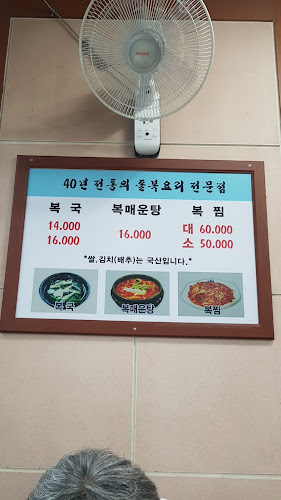 40년 전통의 졸복요리 전문점
복 국 복매운탕 복 찜
14.000 대 60.000
16.000 16.000 소 50.000
*쌀,김치(배추)는 국산입니다.*
복국 복매운탕 복찜